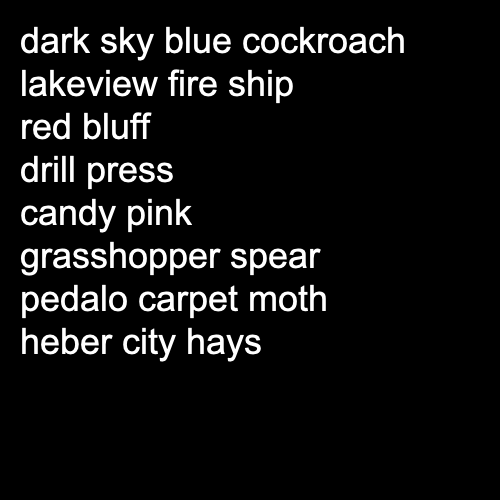 dark sky blue cockroach
lakeview fire ship
red bluff
drill press
candy pink
grasshopper spear
pedalo carpet moth
heber city hays